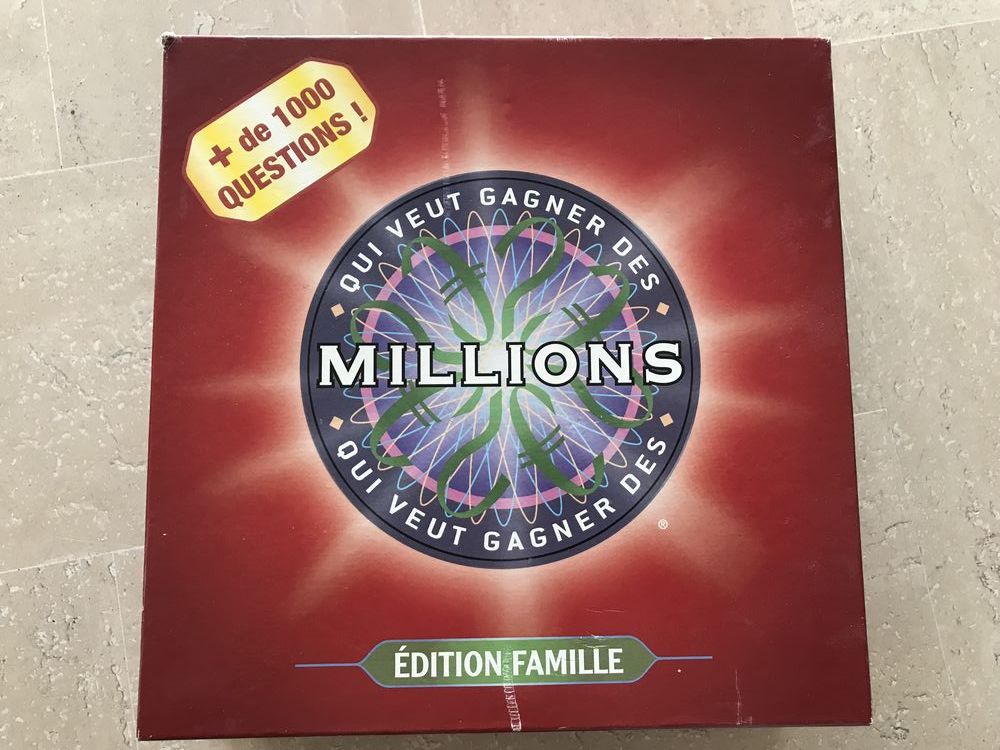 + de 1000
QUESTIONS !
QUI VEUT GAGNER DES
MILLIONS
QUI VEUT GAGNER DES
®
ÉDITION FAMILLE